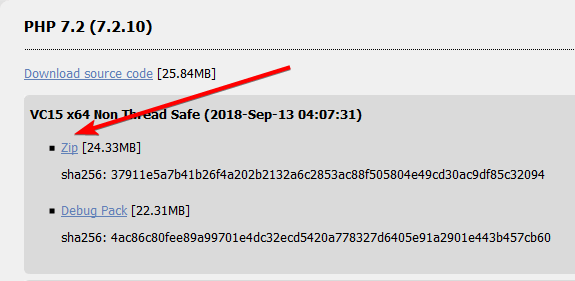 PHP 7.2 (7.2.10)
Download source code [25.84MB]
VC15 x64 Non Thread Safe (2018-Sep-13 04:07:31)
Zip [24.33MB]
sha256: 37911e5a7b41b26f4a202b2132a6c2853ac88f505804e49cd30ac9df85c32094
Debug Pack [22.31MB]
sha256: 4ac86c80fee89a99701e4dc32ecd5420a778327d6405e91a2901e443b457cb60